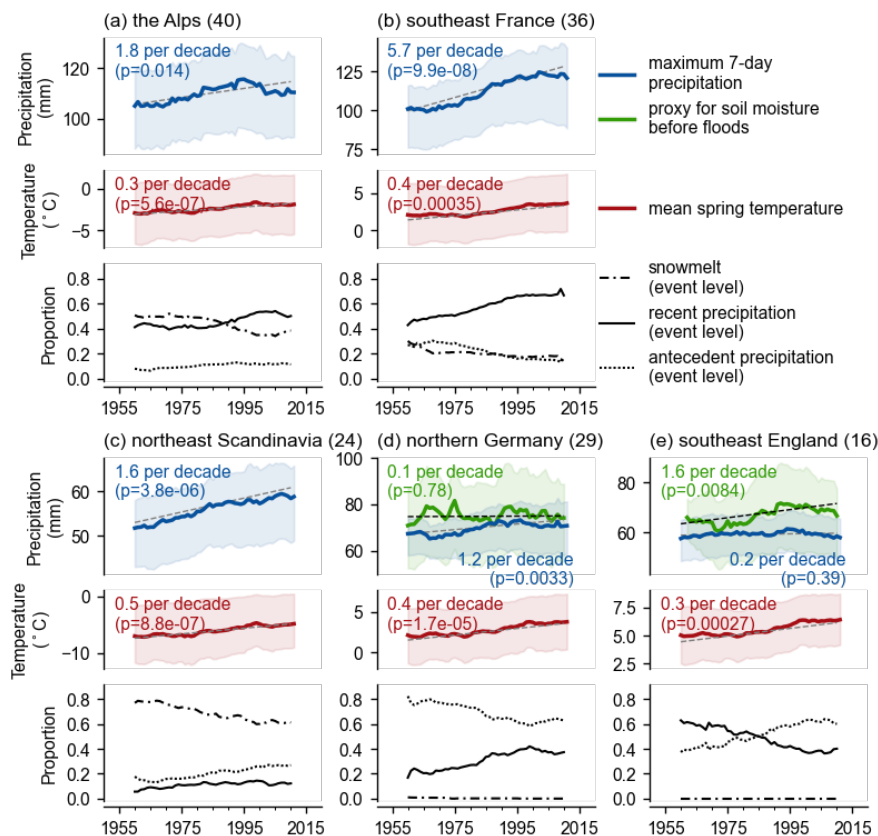 (a) the Alps (40)
1.8 per decade
(p=0.014)
120
100
Precipitation
(mm)
0.3 per decade
(p=5.6e-07)
0
−5
Temperature
(°C)
0.8
0.6
0.4
0.2
0.0
Proportion
1955 1975 1995 2015
(b) southeast France (36)
5.7 per decade
(p=9.9e-08)
125
100
75
0.4 per decade
(p=0.00035)
5
0
0.8
0.6
0.4
0.2
0.0
1955 1975 1995 2015
maximum 7-day
precipitation
proxy for soil moisture
before floods
mean spring temperature
snowmelt
(event level)
recent precipitation
(event level)
antecedent precipitation
(event level)
(c) northeast Scandinavia (24)
1.6 per decade
(p=3.8e-06)
60
50
Precipitation
(mm)
0.5 per decade
(p=8.8e-07)
0
−10
Temperature
(°C)
0.8
0.6
0.4
0.2
0.0
Proportion
1955 1975 1995 2015
(d) northern Germany (29)
0.1 per decade
(p=0.78)
100
80
60
1.2 per decade
(p=0.0033)
0.4 per decade
(p=1.7e-05)
5
0
0.8
0.6
0.4
0.2
0.0
1955 1975 1995 2015
(e) southeast England (16)
1.6 per decade
(p=0.0084)
80
60
0.2 per decade
(p=0.39)
0.3 per decade
(p=0.00027)
7.5
5.0
2.5
0.8
0.6
0.4
0.2
0.0
1955 1975 1995 2015